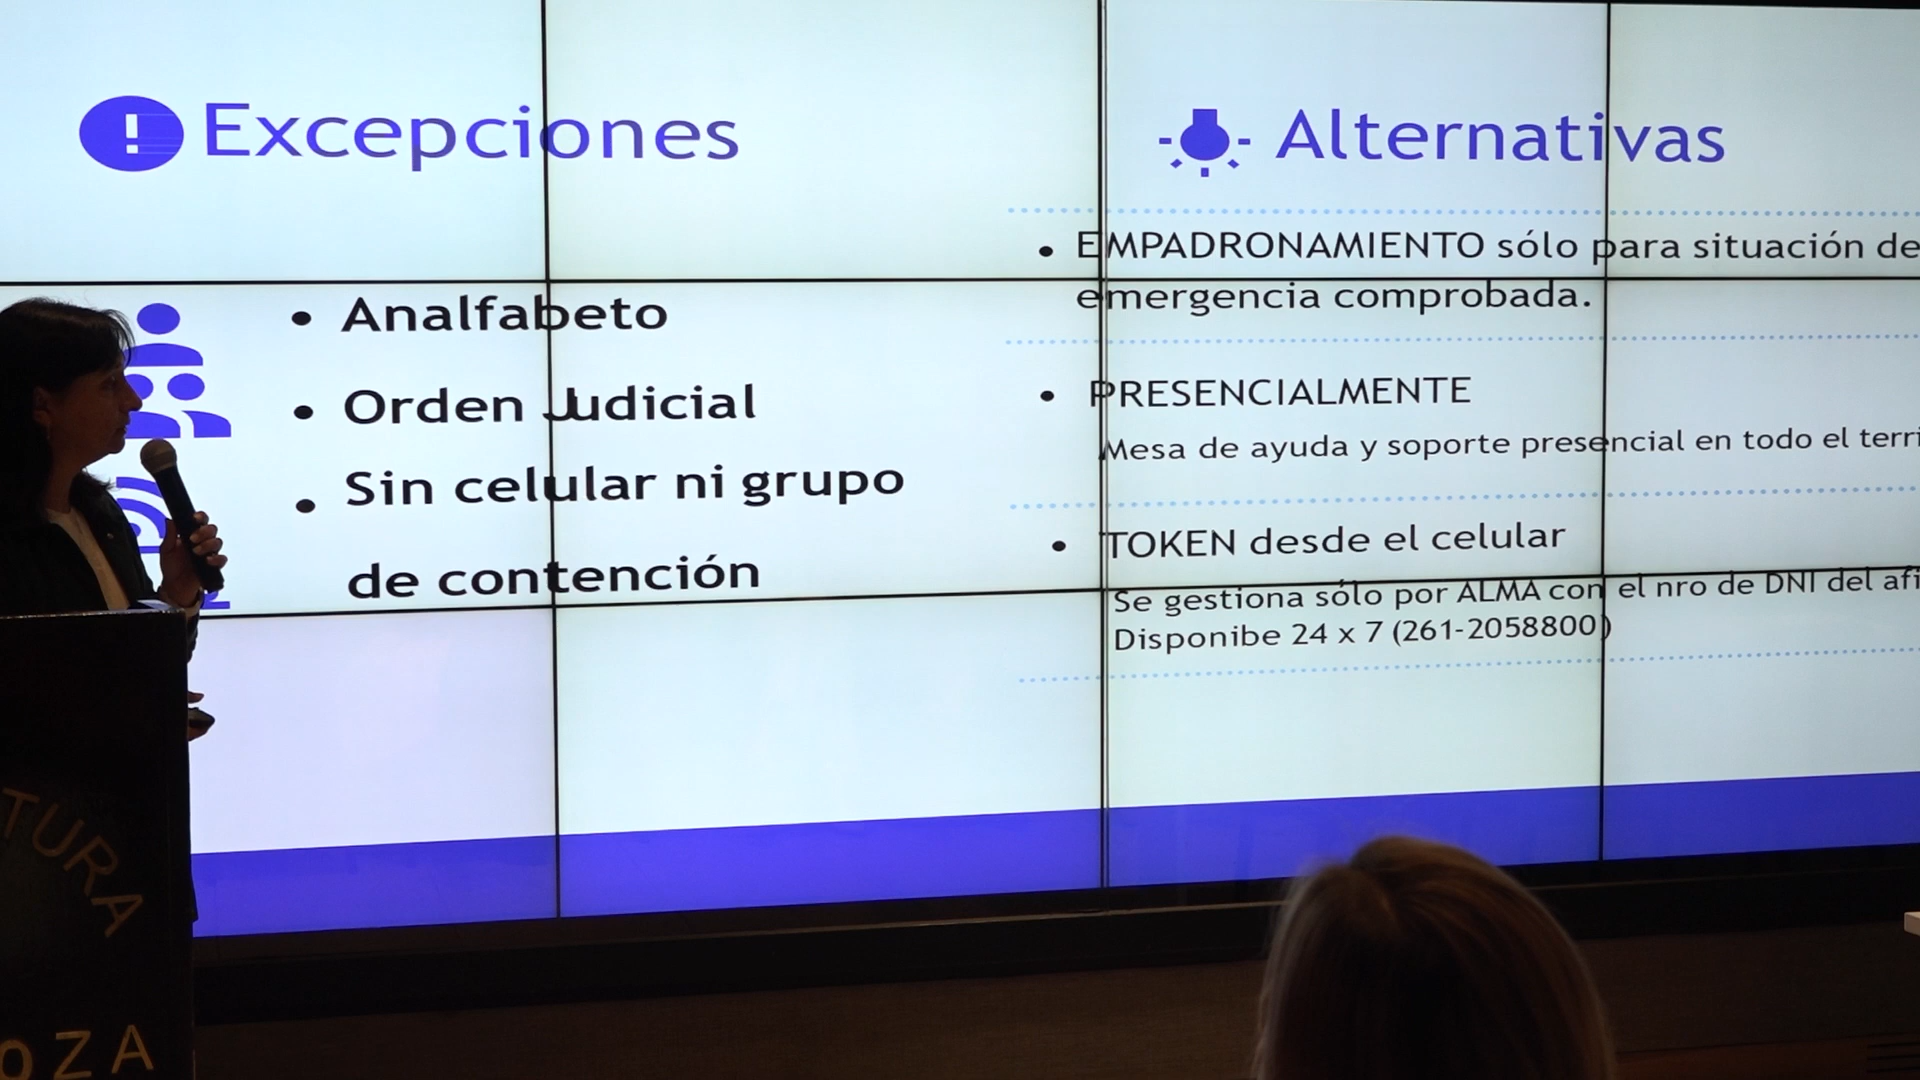 Excepciones
Analfabeto
Orden Judicial
Sin celular ni grupo
de contención
Alternativas
EMPADRONAMIENTO sólo para situación de
emergencia comprobada.
PRESENCIALMENTE
Mesa de ayuda y soporte presencial en todo el terri
TOKEN desde el celular
Se gestiona sólo por ALMA con el nro de DNI del afi
Disponibe 24 x 7 (261-2058800)
TURA
OZA